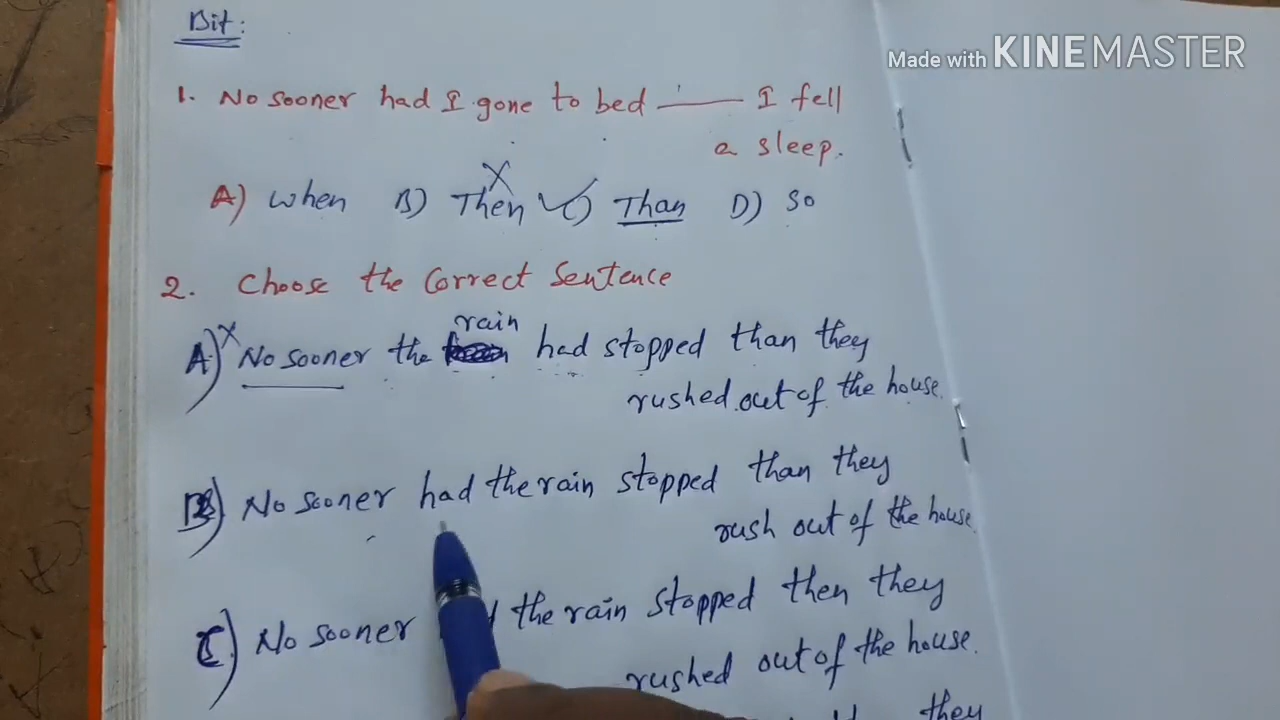 Bit:
Made with KINEMASTER
1. No sooner had I gone to bed —— I fell
a sleep.
A) When B) Then C) Than D) So
2. Choose the Correct Sentence
A) No sooner the rain had stopped than they
rushed out of the house.
B) No sooner had the rain stopped than they
rush out of the house.
C) No sooner the rain stopped then they
rushed out of the house.
they